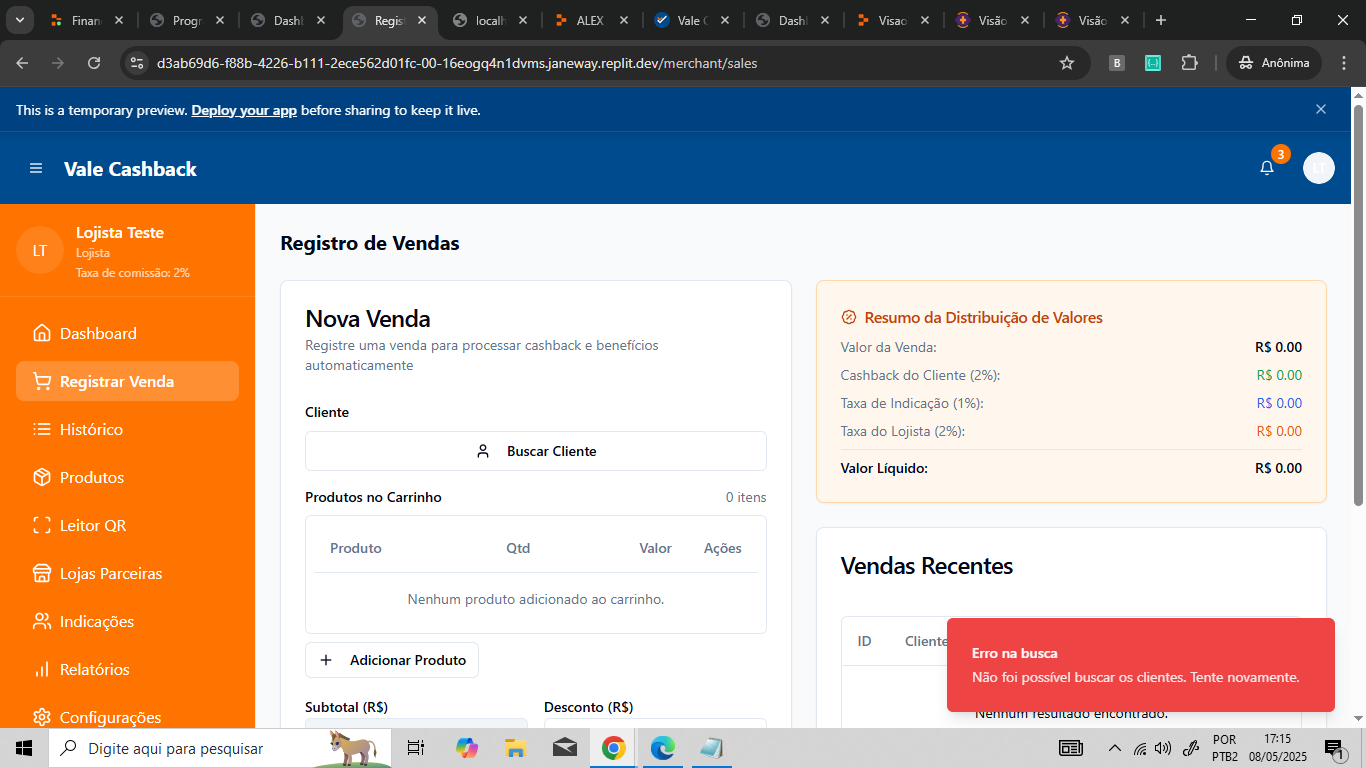 Finan
Progr
Dashb
Regist
localh
ALEX
Vale C
Dashl
Visao
Visão
Visão
d3ab69d6-f88b-4226-b111-2ece562d01fc-00-16eogq4n1dvms.janeway.replit.dev/merchant/sales
B
Anônima
This is a temporary preview. Deploy your app before sharing to keep it live.
Vale Cashback
3
LT
LT
Lojista Teste
Lojista
Taxa de comissão: 2%
Dashboard
Registrar Venda
Histórico
Produtos
Leitor QR
Lojas Parceiras
Indicações
Relatórios
Configurações
Registro de Vendas
Nova Venda
Registre uma venda para processar cashback e benefícios
automaticamente
Cliente
Buscar Cliente
Produtos no Carrinho 0 itens
Produto Qtd Valor Ações
Nenhum produto adicionado ao carrinho.
Adicionar Produto
Subtotal (R$) Desconto (R$)
Resumo da Distribuição de Valores
Valor da Venda: R$ 0.00
Cashback do Cliente (2%): R$ 0.00
Taxa de Indicação (1%): R$ 0.00
Taxa do Lojista (2%): R$ 0.00
Valor Líquido: R$ 0.00
Vendas Recentes
ID Cliente
Erro na busca
Não foi possível buscar os clientes. Tente novamente.
Nenhum resultado encontrado.
Digite aqui para pesquisar
POR
PTB2
17:15
08/05/2025
1